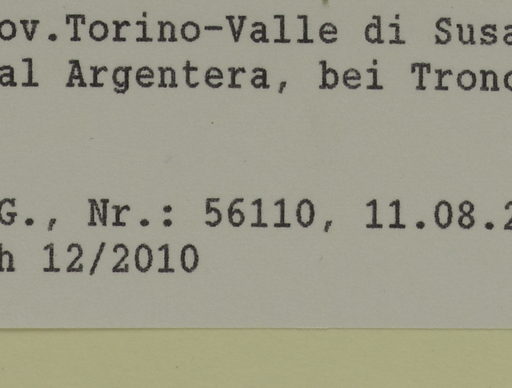 ov.Torino-Valle di Susa
al Argentera, bei Tronc
G., Nr.: 56110, 11.08.2
h 12/2010